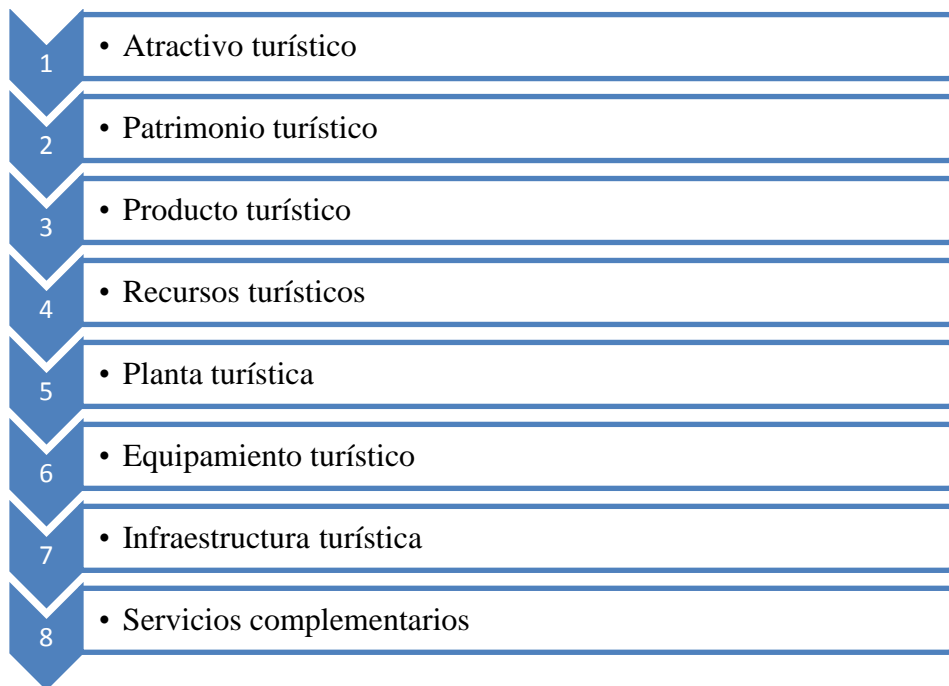 1 • Atractivo turístico
2 • Patrimonio turístico
3 • Producto turístico
4 • Recursos turísticos
5 • Planta turística
6 • Equipamiento turístico
7 • Infraestructura turística
8 • Servicios complementarios